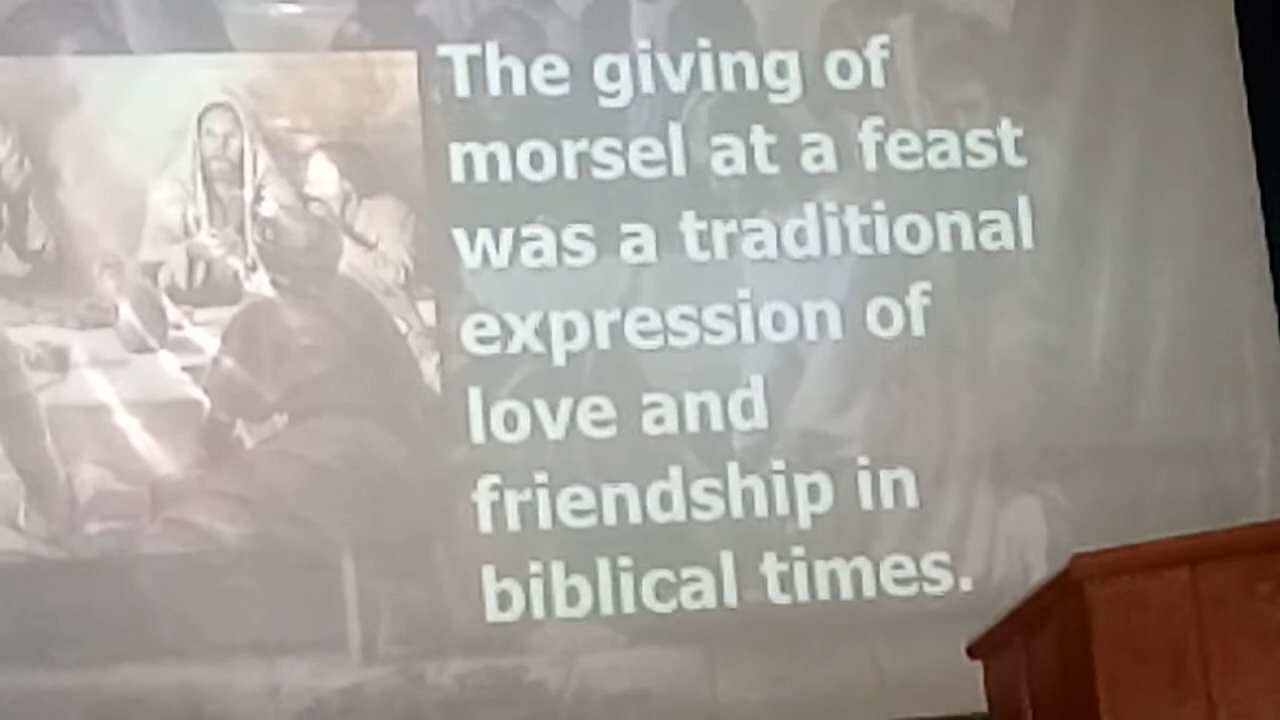 The giving of
morsel at a feast
was a traditional
expression of
love and
friendship in
biblical times.